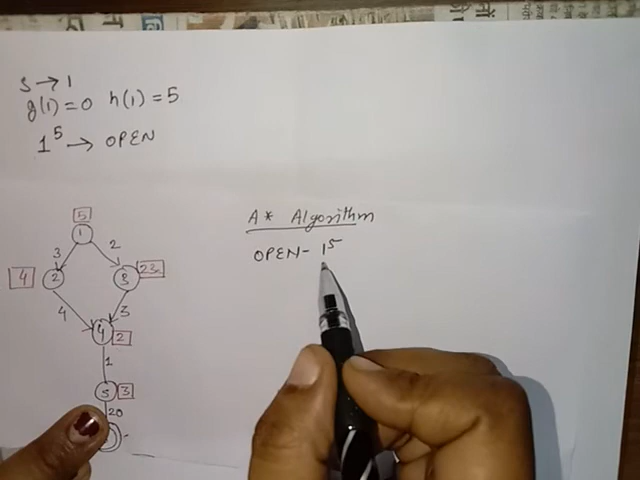 S → 1
g(1) = 0 h(1) = 5
1⁵ → OPEN
A* Algorithm
OPEN - 1⁵
5
1
3 2
4 2 3 23
4 3
4 2
1
5 3
20